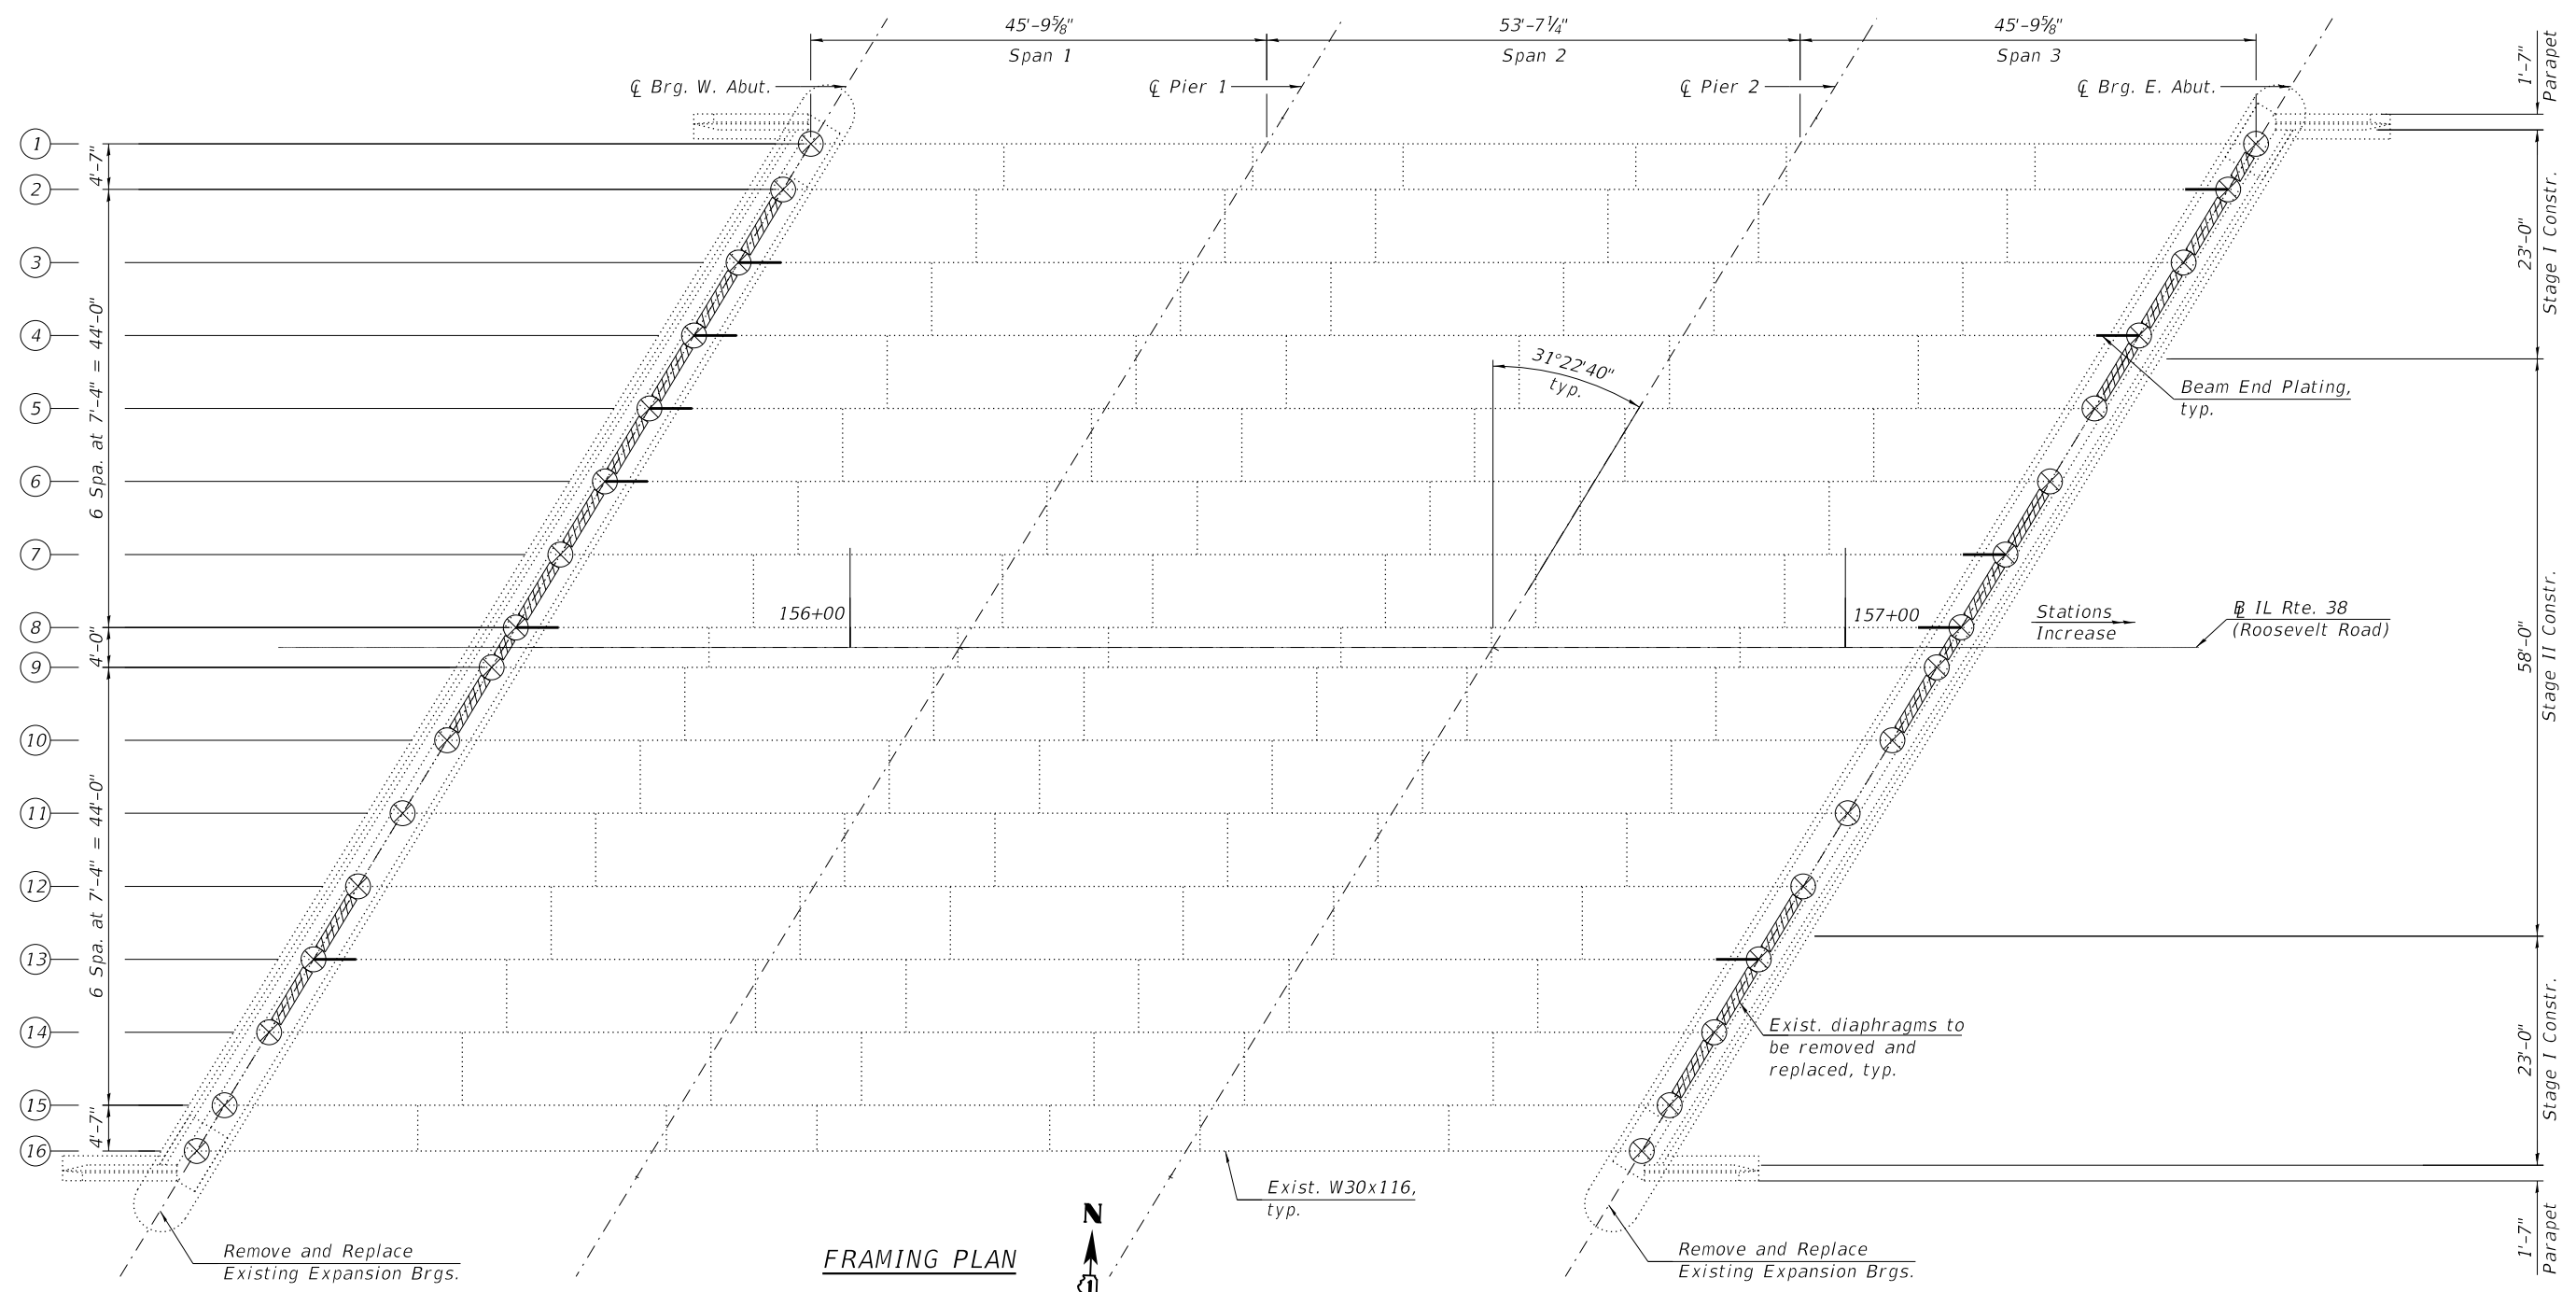 45'-9⅝"
53'-7¼"
45'-9⅝"
Span 1
Span 2
Span 3
℄ Brg. W. Abut.
℄ Pier 1
℄ Pier 2
℄ Brg. E. Abut.
1'-7"
Parapet
1
2
3
4
5
6
7
8
9
10
11
12
13
14
15
16
4'-7"
6 Spa. at 7'-4" = 44'-0"
4'-0"
6 Spa. at 7'-4" = 44'-0"
4'-7"
31°22'40"
typ.
Beam End Plating,
typ.
23'-0"
Stage I Constr.
58'-0"
Stage II Constr.
23'-0"
Stage I Constr.
1'-7"
Parapet
156+00
157+00
Stations
Increase
B IL Rte. 38
(Roosevelt Road)
Exist. diaphragms to
be removed and
replaced, typ.
Exist. W30x116,
typ.
Remove and Replace
Existing Expansion Brgs.
FRAMING PLAN
N
Remove and Replace
Existing Expansion Brgs.